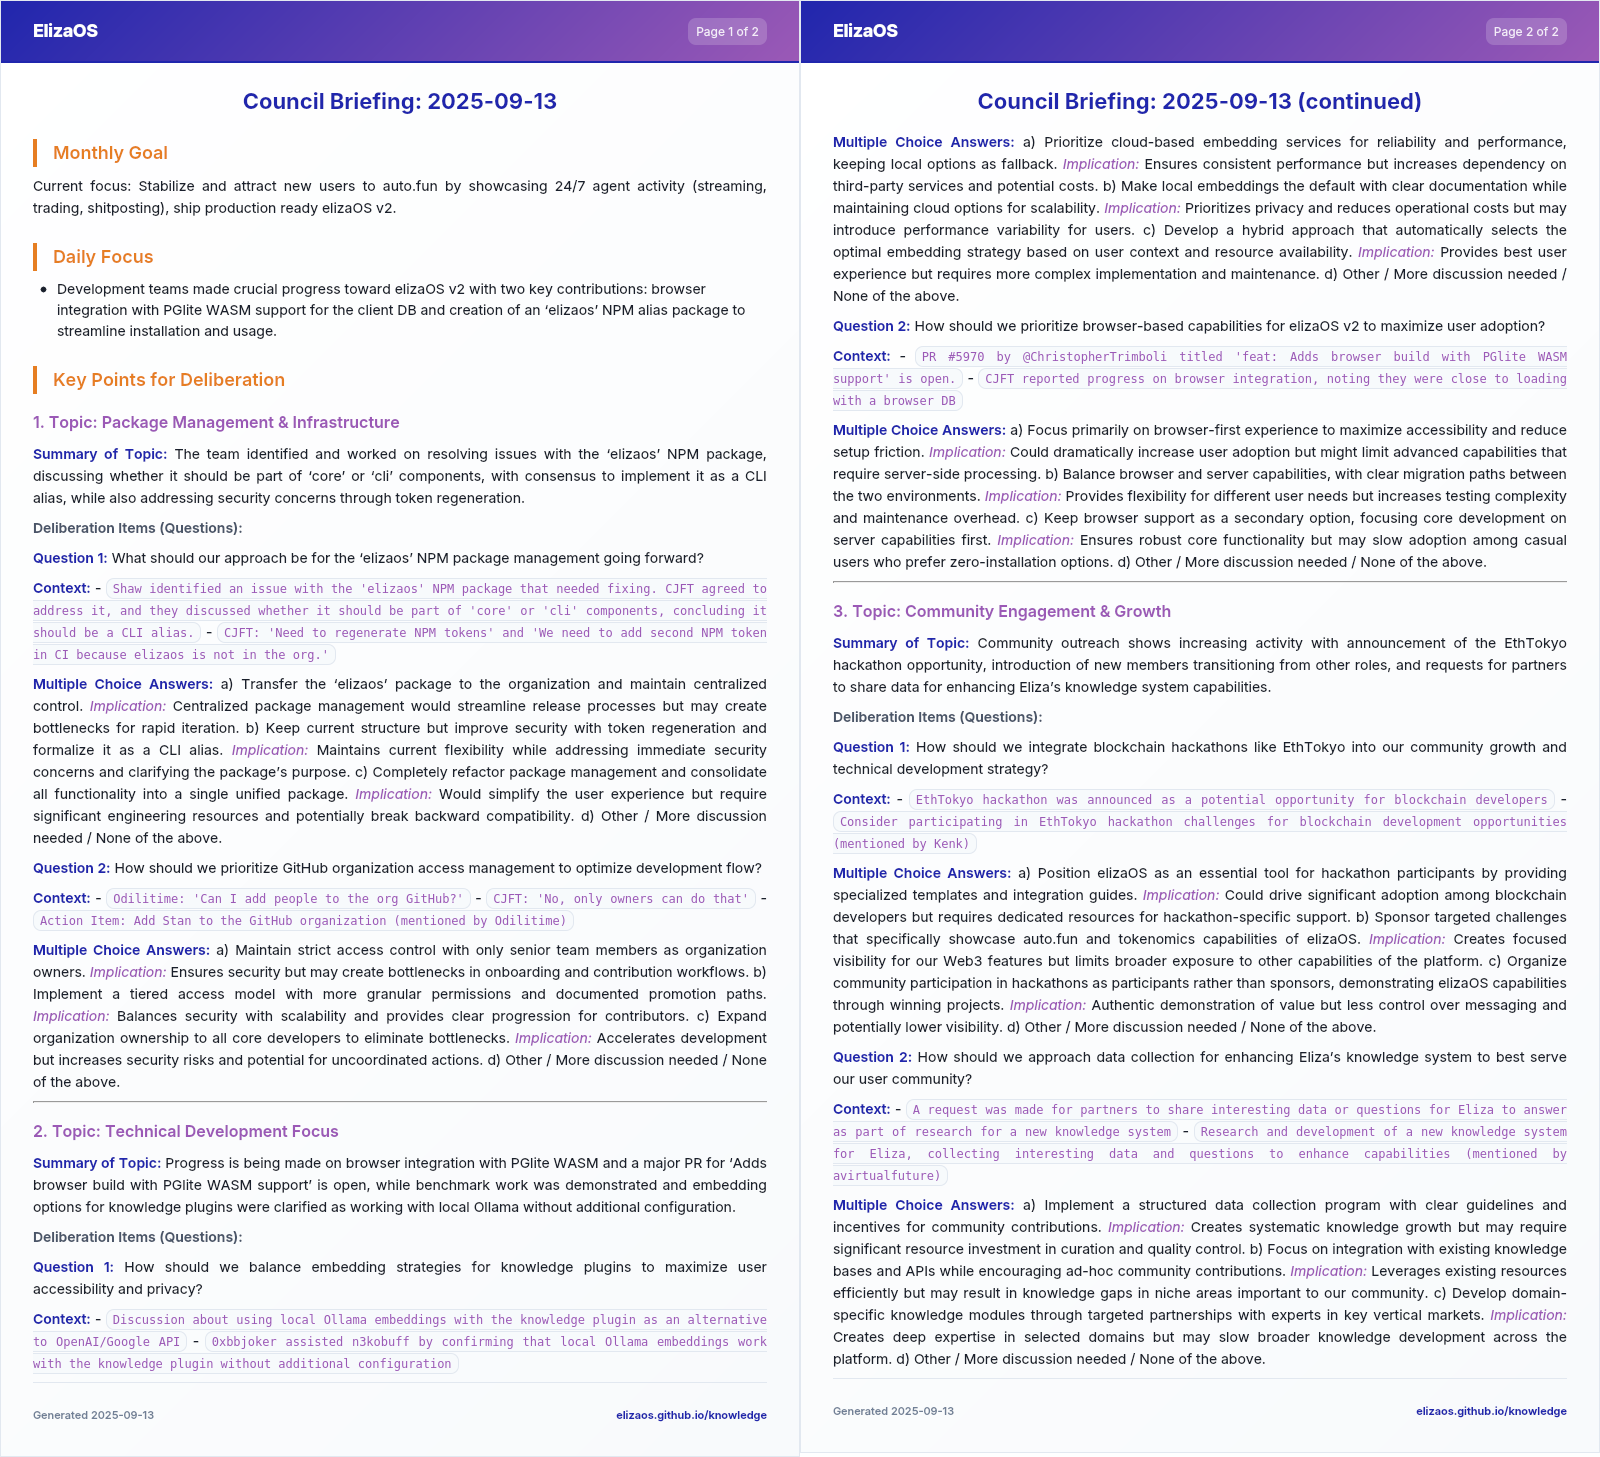 ElizaOS
Page 1 of 2
Council Briefing: 2025-09-13
Monthly Goal
Current focus: Stabilize and attract new users to auto.fun by showcasing 24/7 agent activity (streaming,
trading, shitposting), ship production ready elizaOS v2.
Daily Focus
• Development teams made crucial progress toward elizaOS v2 with two key contributions: browser
integration with PGlite WASM support for the client DB and creation of an ‘elizaos’ NPM alias package to
streamline installation and usage.
Key Points for Deliberation
1. Topic: Package Management & Infrastructure
Summary of Topic: The team identified and worked on resolving issues with the ‘elizaos’ NPM package,
discussing whether it should be part of ‘core’ or ‘cli’ components, with consensus to implement it as a CLI
alias, while also addressing security concerns through token regeneration.
Deliberation Items (Questions):
Question 1: What should our approach be for the ‘elizaos’ NPM package management going forward?
Context: - Shaw identified an issue with the 'elizaos' NPM package that needed fixing. CJFT agreed to
address it, and they discussed whether it should be part of 'core' or 'cli' components, concluding it
should be a CLI alias. - CJFT: 'Need to regenerate NPM tokens' and 'We need to add second NPM token
in CI because elizaos is not in the org.'
Multiple Choice Answers: a) Transfer the ‘elizaos’ package to the organization and maintain centralized
control. Implication: Centralized package management would streamline release processes but may create
bottlenecks for rapid iteration. b) Keep current structure but improve security with token regeneration and
formalize it as a CLI alias. Implication: Maintains current flexibility while addressing immediate security
concerns and clarifying the package’s purpose. c) Completely refactor package management and consolidate
all functionality into a single unified package. Implication: Would simplify the user experience but require
significant engineering resources and potentially break backward compatibility. d) Other / More discussion
needed / None of the above.
Question 2: How should we prioritize GitHub organization access management to optimize development flow?
Context: - Odilitime: 'Can I add people to the org GitHub?' - CJFT: 'No, only owners can do that' -
Action Item: Add Stan to the GitHub organization (mentioned by Odilitime)
Multiple Choice Answers: a) Maintain strict access control with only senior team members as organization
owners. Implication: Ensures security but may create bottlenecks in onboarding and contribution workflows. b)
Implement a tiered access model with more granular permissions and documented promotion paths.
Implication: Balances security with scalability and provides clear progression for contributors. c) Expand
organization ownership to all core developers to eliminate bottlenecks. Implication: Accelerates development
but increases security risks and potential for uncoordinated actions. d) Other / More discussion needed / None
of the above.
2. Topic: Technical Development Focus
Summary of Topic: Progress is being made on browser integration with PGlite WASM and a major PR for ‘Adds
browser build with PGlite WASM support’ is open, while benchmark work was demonstrated and embedding
options for knowledge plugins were clarified as working with local Ollama without additional configuration.
Deliberation Items (Questions):
Question 1: How should we balance embedding strategies for knowledge plugins to maximize user
accessibility and privacy?
Context: - Discussion about using local Ollama embeddings with the knowledge plugin as an alternative
to OpenAI/Google API - 0xbbjoker assisted n3kobuff by confirming that local Ollama embeddings work
with the knowledge plugin without additional configuration
Generated 2025-09-13
elizaos.github.io/knowledge
ElizaOS
Page 2 of 2
Council Briefing: 2025-09-13 (continued)
Multiple Choice Answers: a) Prioritize cloud-based embedding services for reliability and performance,
keeping local options as fallback. Implication: Ensures consistent performance but increases dependency on
third-party services and potential costs. b) Make local embeddings the default with clear documentation while
maintaining cloud options for scalability. Implication: Prioritizes privacy and reduces operational costs but may
introduce performance variability for users. c) Develop a hybrid approach that automatically selects the
optimal embedding strategy based on user context and resource availability. Implication: Provides best user
experience but requires more complex implementation and maintenance. d) Other / More discussion needed /
None of the above.
Question 2: How should we prioritize browser-based capabilities for elizaOS v2 to maximize user adoption?
Context: - PR #5970 by @ChristopherTrimboli titled 'feat: Adds browser build with PGlite WASM
support' is open. - CJFT reported progress on browser integration, noting they were close to loading
with a browser DB
Multiple Choice Answers: a) Focus primarily on browser-first experience to maximize accessibility and reduce
setup friction. Implication: Could dramatically increase user adoption but might limit advanced capabilities that
require server-side processing. b) Balance browser and server capabilities, with clear migration paths between
the two environments. Implication: Provides flexibility for different user needs but increases testing complexity
and maintenance overhead. c) Keep browser support as a secondary option, focusing core development on
server capabilities first. Implication: Ensures robust core functionality but may slow adoption among casual
users who prefer zero-installation options. d) Other / More discussion needed / None of the above.
3. Topic: Community Engagement & Growth
Summary of Topic: Community outreach shows increasing activity with announcement of the EthTokyo
hackathon opportunity, introduction of new members transitioning from other roles, and requests for partners
to share data for enhancing Eliza’s knowledge system capabilities.
Deliberation Items (Questions):
Question 1: How should we integrate blockchain hackathons like EthTokyo into our community growth and
technical development strategy?
Context: - EthTokyo hackathon was announced as a potential opportunity for blockchain developers -
Consider participating in EthTokyo hackathon challenges for blockchain development opportunities
(mentioned by Kenk)
Multiple Choice Answers: a) Position elizaOS as an essential tool for hackathon participants by providing
specialized templates and integration guides. Implication: Could drive significant adoption among blockchain
developers but requires dedicated resources for hackathon-specific support. b) Sponsor targeted challenges
that specifically showcase auto.fun and tokenomics capabilities of elizaOS. Implication: Creates focused
visibility for our Web3 features but limits broader exposure to other capabilities of the platform. c) Organize
community participation in hackathons as participants rather than sponsors, demonstrating elizaOS capabilities
through winning projects. Implication: Authentic demonstration of value but less control over messaging and
potentially lower visibility. d) Other / More discussion needed / None of the above.
Question 2: How should we approach data collection for enhancing Eliza’s knowledge system to best serve
our user community?
Context: - A request was made for partners to share interesting data or questions for Eliza to answer
as part of research for a new knowledge system - Research and development of a new knowledge system
for Eliza, collecting interesting data and questions to enhance capabilities (mentioned by
avirtualfuture)
Multiple Choice Answers: a) Implement a structured data collection program with clear guidelines and
incentives for community contributions. Implication: Creates systematic knowledge growth but may require
significant resource investment in curation and quality control. b) Focus on integration with existing knowledge
bases and APIs while encouraging ad-hoc community contributions. Implication: Leverages existing resources
efficiently but may result in knowledge gaps in niche areas important to our community. c) Develop domain-
specific knowledge modules through targeted partnerships with experts in key vertical markets. Implication:
Creates deep expertise in selected domains but may slow broader knowledge development across the
platform. d) Other / More discussion needed / None of the above.
Generated 2025-09-13
elizaos.github.io/knowledge